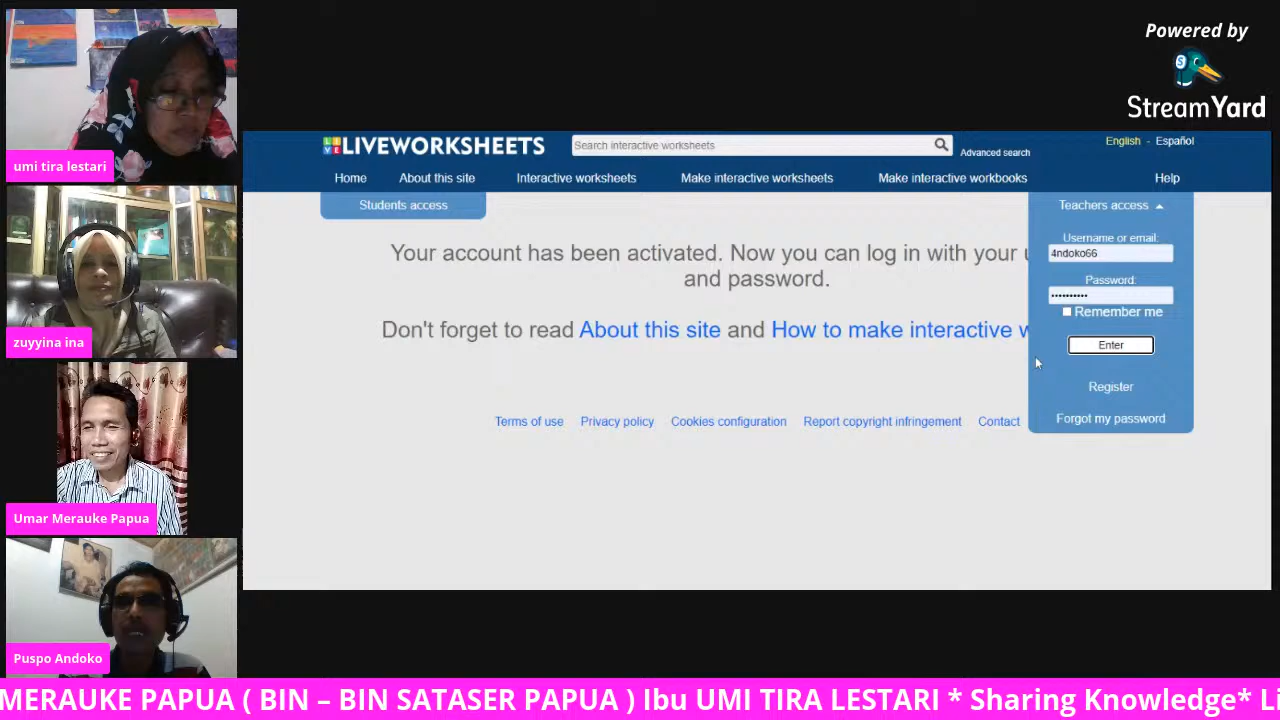 umi tira lestari
zuyyina ina
Umar Merauke Papua
Puspo Andoko
Powered by
S
StreamYard
LIVE LIVEWORKSHEETS
Search interactive worksheets
Advanced search
English - Español
Home About this site Interactive worksheets Make interactive worksheets Make interactive workbooks Help
Students access
Teachers access
Your account has been activated. Now you can log in with your u
and password.
Don't forget to read About this site and How to make interactive w
Username or email:
4ndoko66
Password:
••••••••••
Remember me
Enter
Register
Forgot my password
Terms of use Privacy policy Cookies configuration Report copyright infringement Contact
MERAUKE PAPUA ( BIN – BIN SATASER PAPUA ) Ibu UMI TIRA LESTARI * Sharing Knowledge* Li